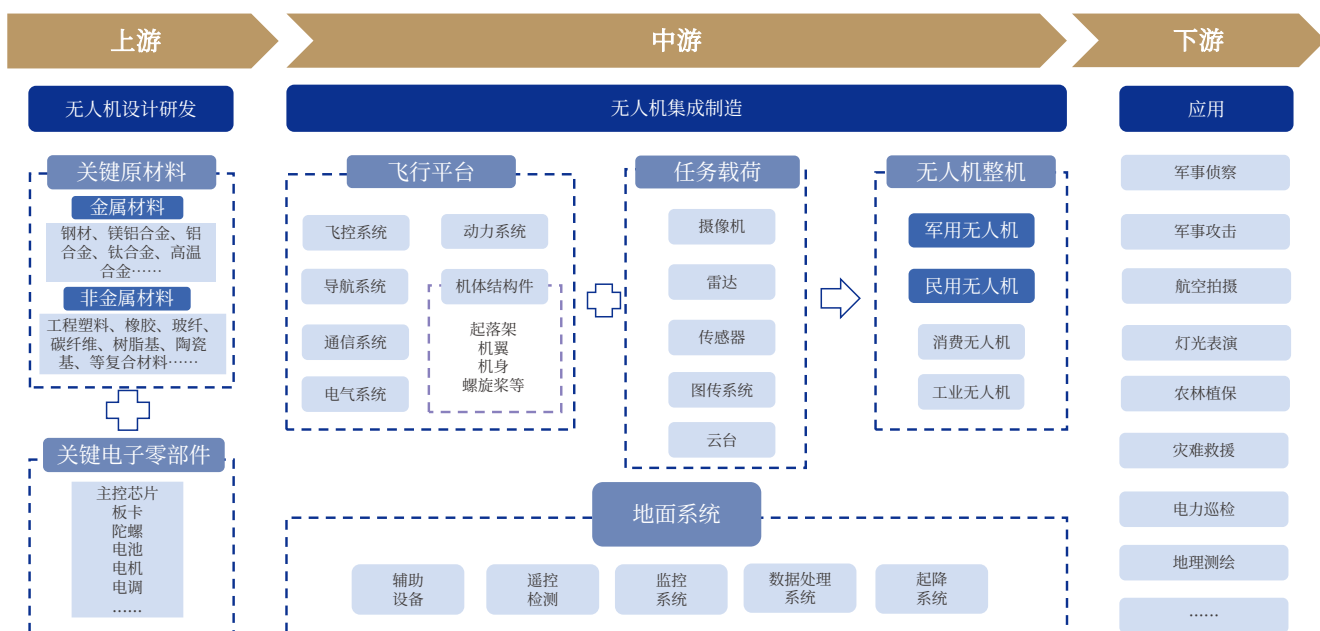 上游
中游
下游
无人机设计研发
无人机集成制造
应用
关键原材料
金属材料
钢材、镁铝合金、铝
合金、钛合金、高温
合金……
非金属材料
工程塑料、橡胶、玻纤、
碳纤维、树脂基、陶瓷
基、等复合材料……
关键电子零部件
主控芯片
板卡
陀螺
电池
电机
电调
……
飞行平台
飞控系统
导航系统
通信系统
电气系统
动力系统
机体结构件
起落架
机翼
机身
螺旋桨等
任务载荷
摄像机
雷达
传感器
图传系统
云台
无人机整机
军用无人机
民用无人机
消费无人机
工业无人机
地面系统
辅助
设备
遥控
检测
监控
系统
数据处理
系统
起降
系统
军事侦察
军事攻击
航空拍摄
灯光表演
农林植保
灾难救援
电力巡检
地理测绘
……